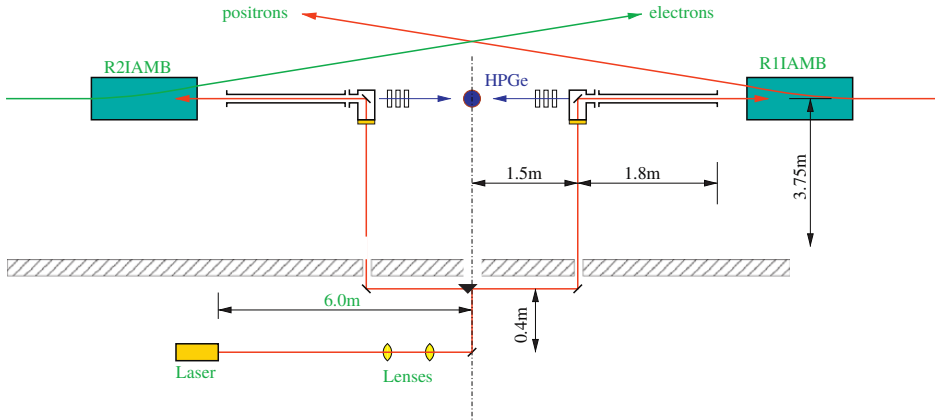 positrons
electrons
R2IAMB
HPGe
R1IAMB
1.5m
1.8m
3.75m
6.0m
0.4m
Laser
Lenses